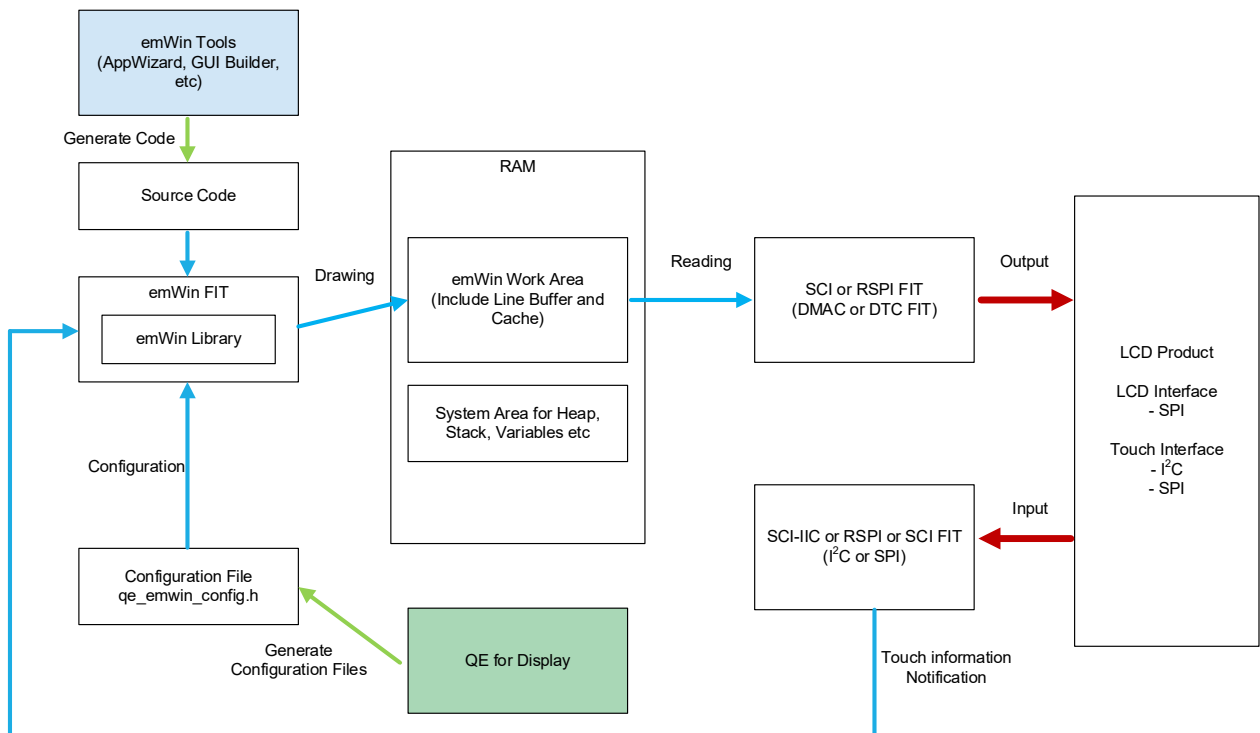 emWin Tools
(AppWizard, GUI Builder,
etc)
Generate Code
Source Code
emWin FIT
emWin Library
Configuration
Configuration File
qe_emwin_config.h
Generate
Configuration Files
QE for Display
Drawing
RAM
emWin Work Area
(Include Line Buffer and
Cache)
System Area for Heap,
Stack, Variables etc
Reading
SCI or RSPI FIT
(DMAC or DTC FIT)
Output
LCD Product
LCD Interface
- SPI
Touch Interface
- I²C
- SPI
Input
SCI-IIC or RSPI or SCI FIT
(I²C or SPI)
Touch information
Notification